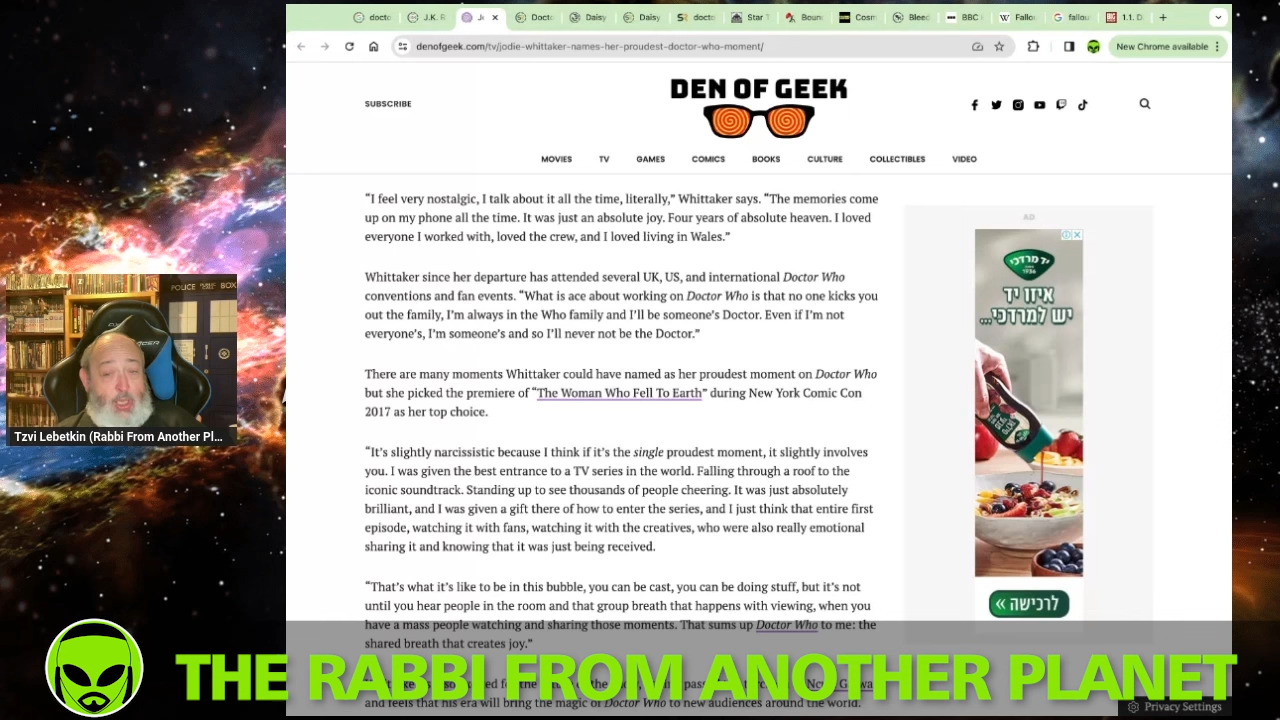 docto
J.K. R
Docto
Daisy
Daisy
docto
Star T
Bounc
Cosm
Bleed
BBC
Fallou
fallou
1.1. D
denofgeek.com/tv/jodie-whittaker-names-her-proudest-doctor-who-moment/
New Chrome available
SUBSCRIBE
DEN OF GEEK
MOVIES TV GAMES COMICS BOOKS CULTURE COLLECTIBLES VIDEO
“I feel very nostalgic, I talk about it all the time, literally,” Whittaker says. “The memories come
up on my phone all the time. It was just an absolute joy. Four years of absolute heaven. I loved
everyone I worked with, loved the crew, and I loved living in Wales.”
Whittaker since her departure has attended several UK, US, and international Doctor Who
conventions and fan events. “What is ace about working on Doctor Who is that no one kicks you
out the family, I’m always in the Who family and I’ll be someone’s Doctor. Even if I’m not
everyone’s, I’m someone’s and so I’ll never not be the Doctor.”
There are many moments Whittaker could have named as her proudest moment on Doctor Who
but she picked the premiere of “The Woman Who Fell To Earth” during New York Comic Con
2017 as her top choice.
“It’s slightly narcissistic because I think if it’s the single proudest moment, it slightly involves
you. I was given the best entrance to a TV series in the world. Falling through a roof to the
iconic soundtrack. Standing up to see thousands of people cheering. It was just absolutely
brilliant, and I was given a gift there of how to enter the series, and I just think that entire first
episode, watching it with fans, watching it with the creatives, who were also really emotional
sharing it and knowing that it was just being received.
“That’s what it’s like to be in this bubble, you can be cast, you can be doing stuff, but it’s not
until you hear people in the room and that group breath that happens with viewing, when you
have a mass people watching and sharing those moments. That sums up Doctor Who to me: the
shared breath that creates joy.”
and feels that his era will bring the magic of Doctor Who to new audiences around the world.
AD
יד מרדכי
1936
איזו יד
יש למרדכי...
לרכישה »
Privacy Settings
POLICE BOX
Tzvi Lebetkin (Rabbi From Another Pl...
THE RABBI FROM ANOTHER PLANET